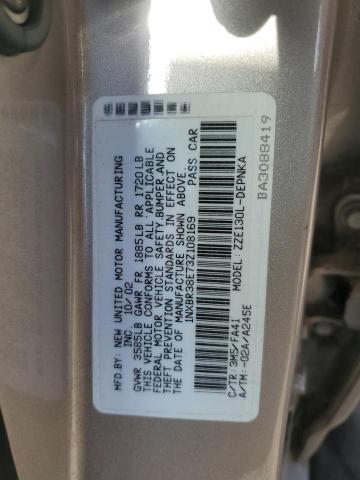 MFD. BY: NEW UNITED MOTOR MANUFACTURING
INC. 10/02
GVWR 3585LB GAWR FR 1885LB RR 1720LB
THIS VEHICLE CONFORMS TO ALL APPLICABLE
FEDERAL MOTOR VEHICLE SAFETY,BUMPER,AND
THEFT PREVENTION STANDARDS IN EFFECT ON
THE DATE OF MANUFACTURE SHOWN ABOVE.
1NXBR38E73Z108169 PASS CAR
MODEL: ZZE130L-DEPNKA
C/TR: 3M5/FA41
A/TM: -02A/A245E
BA3088419